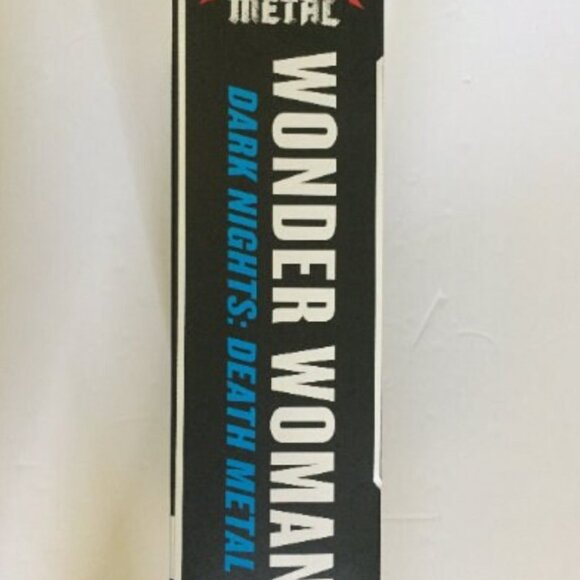 METAL
WONDER WOMAN
DARK NIGHTS: DEATH METAL